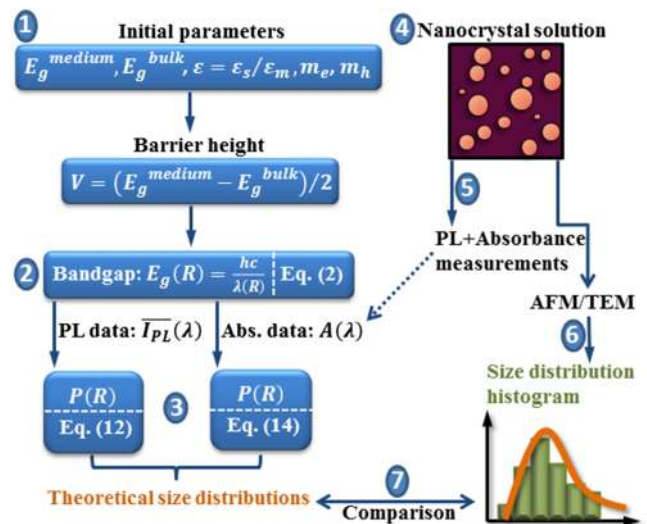 1
Initial parameters
E_g^medium, E_g^bulk, ε = ε_s/ε_m, m_e, m_h
Barrier height
V = (E_g^medium − E_g^bulk)/2
2
Bandgap: E_g(R) = hc/λ(R) Eq. (2)
PL data: \overline{I_PL}(λ)
Abs. data: A(λ)
P(R)
Eq. (12)
3
P(R)
Eq. (14)
Theoretical size distributions
4
Nanocrystal solution
5
PL+Absorbance
measurements
AFM/TEM
6
Size distribution
histogram
7
Comparison